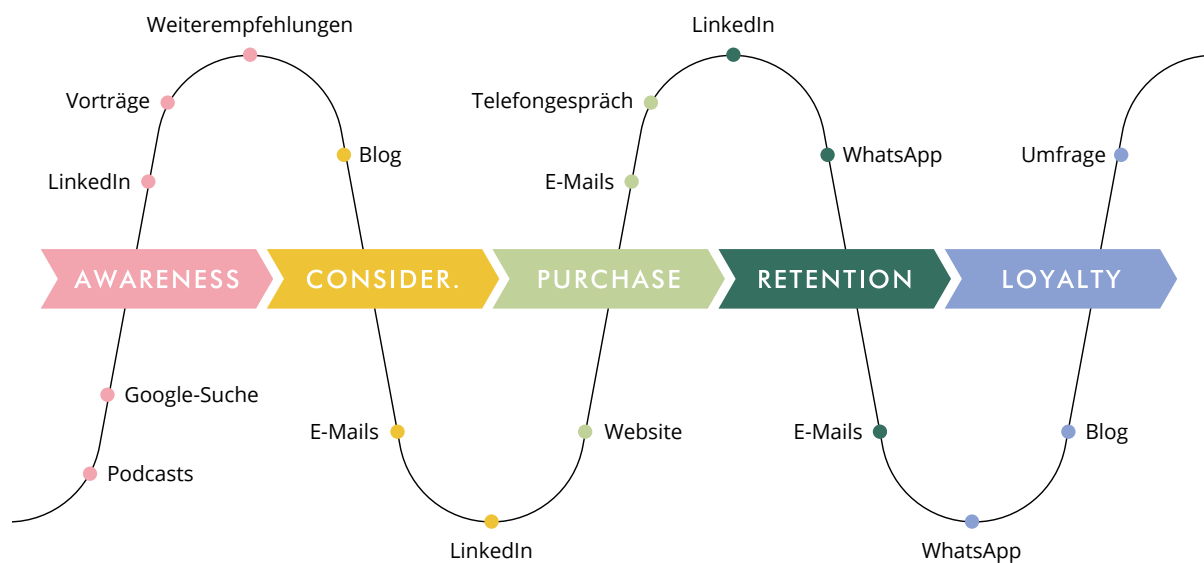 Weiterempfehlungen
LinkedIn
Vorträge
Telefongespräch
Blog
WhatsApp
Umfrage
LinkedIn
E-Mails
AWARENESS
CONSIDER.
PURCHASE
RETENTION
LOYALTY
Google-Suche
E-Mails
Website
E-Mails
Blog
Podcasts
LinkedIn
WhatsApp